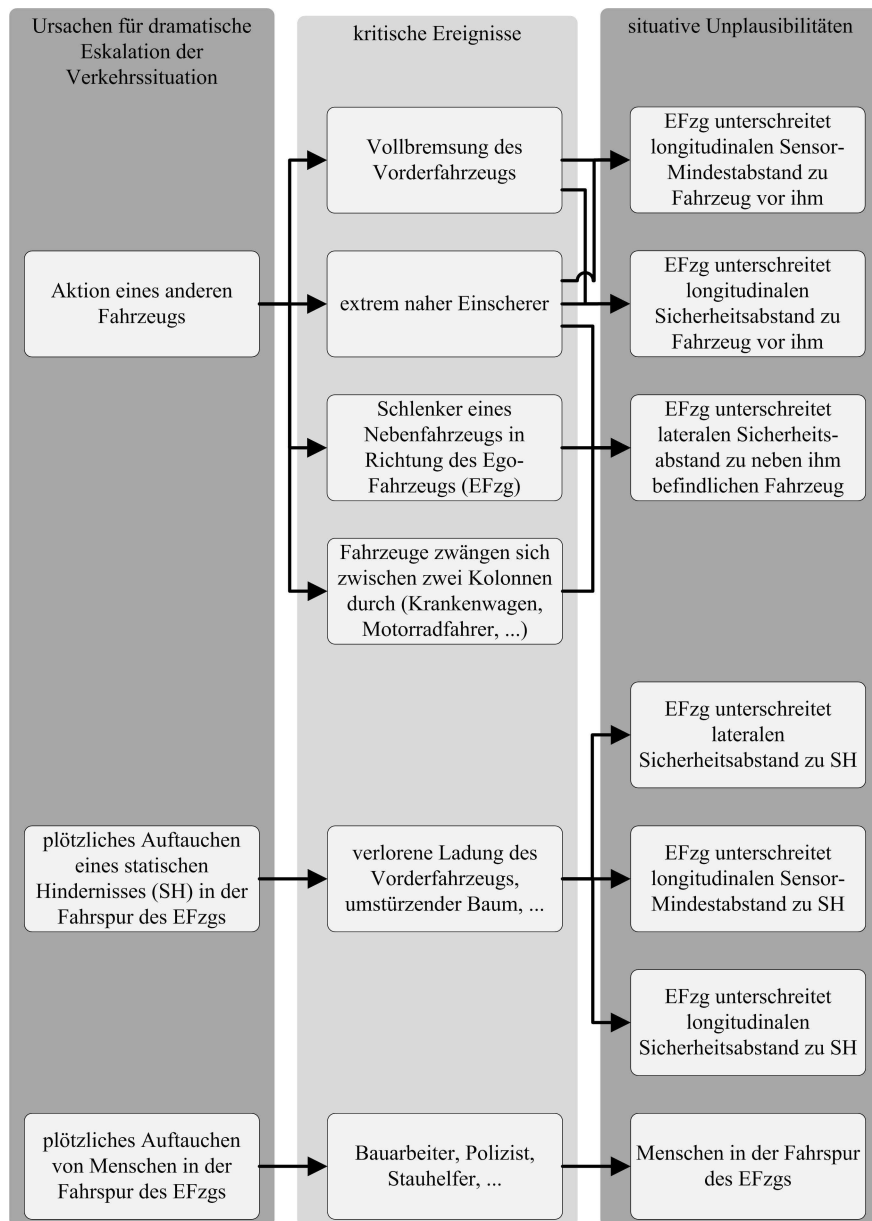 Ursachen für dramatische
Eskalation der
Verkehrssituation
kritische Ereignisse
situative Unplausibilitäten
Vollbremsung des
Vorderfahrzeugs
EFzg unterschreitet
longitudinalen Sensor-
Mindestabstand zu
Fahrzeug vor ihm
Aktion eines anderen
Fahrzeugs
extrem naher Einscherer
EFzg unterschreitet
longitudinalen
Sicherheitsabstand zu
Fahrzeug vor ihm
Schlenker eines
Nebenfahrzeugs in
Richtung des Ego-
Fahrzeugs (EFzg)
EFzg unterschreitet
lateralen Sicherheits-
abstand zu neben ihm
befindlichen Fahrzeug
Fahrzeuge zwängen sich
zwischen zwei Kolonnen
durch (Krankenwagen,
Motorradfahrer, ...)
EFzg unterschreitet
lateralen
Sicherheitsabstand zu SH
plötzliches Auftauchen
eines statischen
Hindernisses (SH) in der
Fahrspur des EFzgs
verlorene Ladung des
Vorderfahrzeugs,
umstürzender Baum, ...
EFzg unterschreitet
longitudinalen Sensor-
Mindestabstand zu SH
EFzg unterschreitet
longitudinalen
Sicherheitsabstand zu SH
plötzliches Auftauchen
von Menschen in der
Fahrspur des EFzgs
Bauarbeiter, Polizist,
Stauhelfer, ...
Menschen in der Fahrspur
des EFzgs